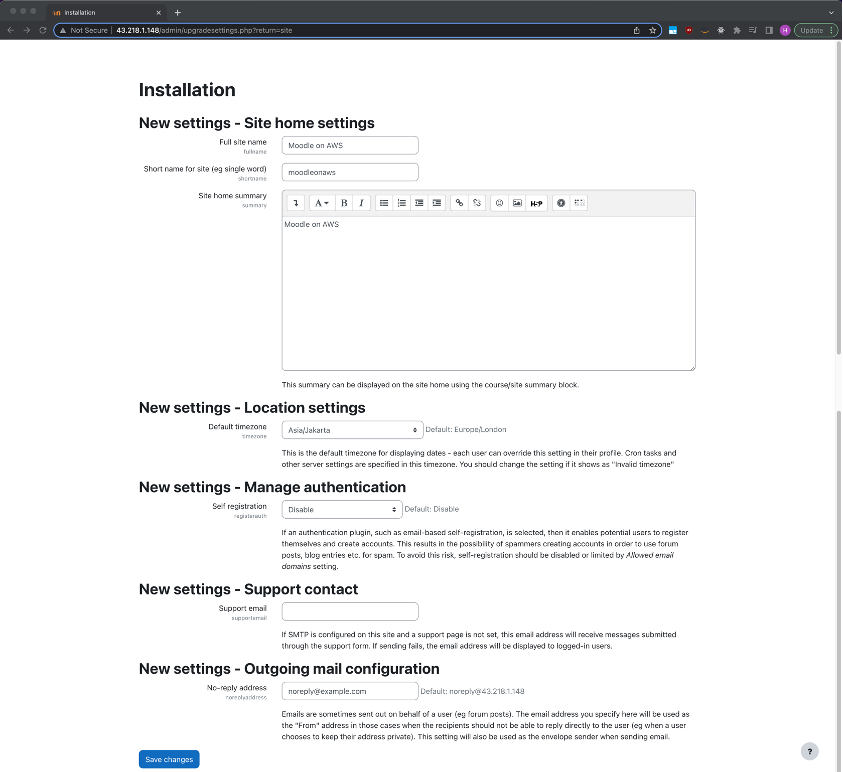 installation
Not Secure | 43.218.1.148/admin/upgradesettings.php?return=site
H
Update
Installation
New settings - Site home settings
Full site name
fullname
Moodle on AWS
Short name for site (eg single word)
shortname
moodleonaws
Site home summary
summary
A B I H-P
Moodle on AWS
This summary can be displayed on the site home using the course/site summary block.
New settings - Location settings
Default timezone
timezone
Asia/Jakarta
Default: Europe/London
This is the default timezone for displaying dates - each user can override this setting in their profile. Cron tasks and
other server settings are specified in this timezone. You should change the setting if it shows as "Invalid timezone"
New settings - Manage authentication
Self registration
registerauth
Disable
Default: Disable
If an authentication plugin, such as email-based self-registration, is selected, then it enables potential users to register
themselves and create accounts. This results in the possibility of spammers creating accounts in order to use forum
posts, blog entries etc. for spam. To avoid this risk, self-registration should be disabled or limited by Allowed email
domains setting.
New settings - Support contact
Support email
supportemail
If SMTP is configured on this site and a support page is not set, this email address will receive messages submitted
through the support form. If sending fails, the email address will be displayed to logged-in users.
New settings - Outgoing mail configuration
No-reply address
noreplyaddress
noreply@example.com
Default: noreply@43.218.1.148
Emails are sometimes sent out on behalf of a user (eg forum posts). The email address you specify here will be used as
the "From" address in those cases when the recipients should not be able to reply directly to the user (eg when a user
chooses to keep their address private). This setting will also be used as the envelope sender when sending email.
Save changes
?